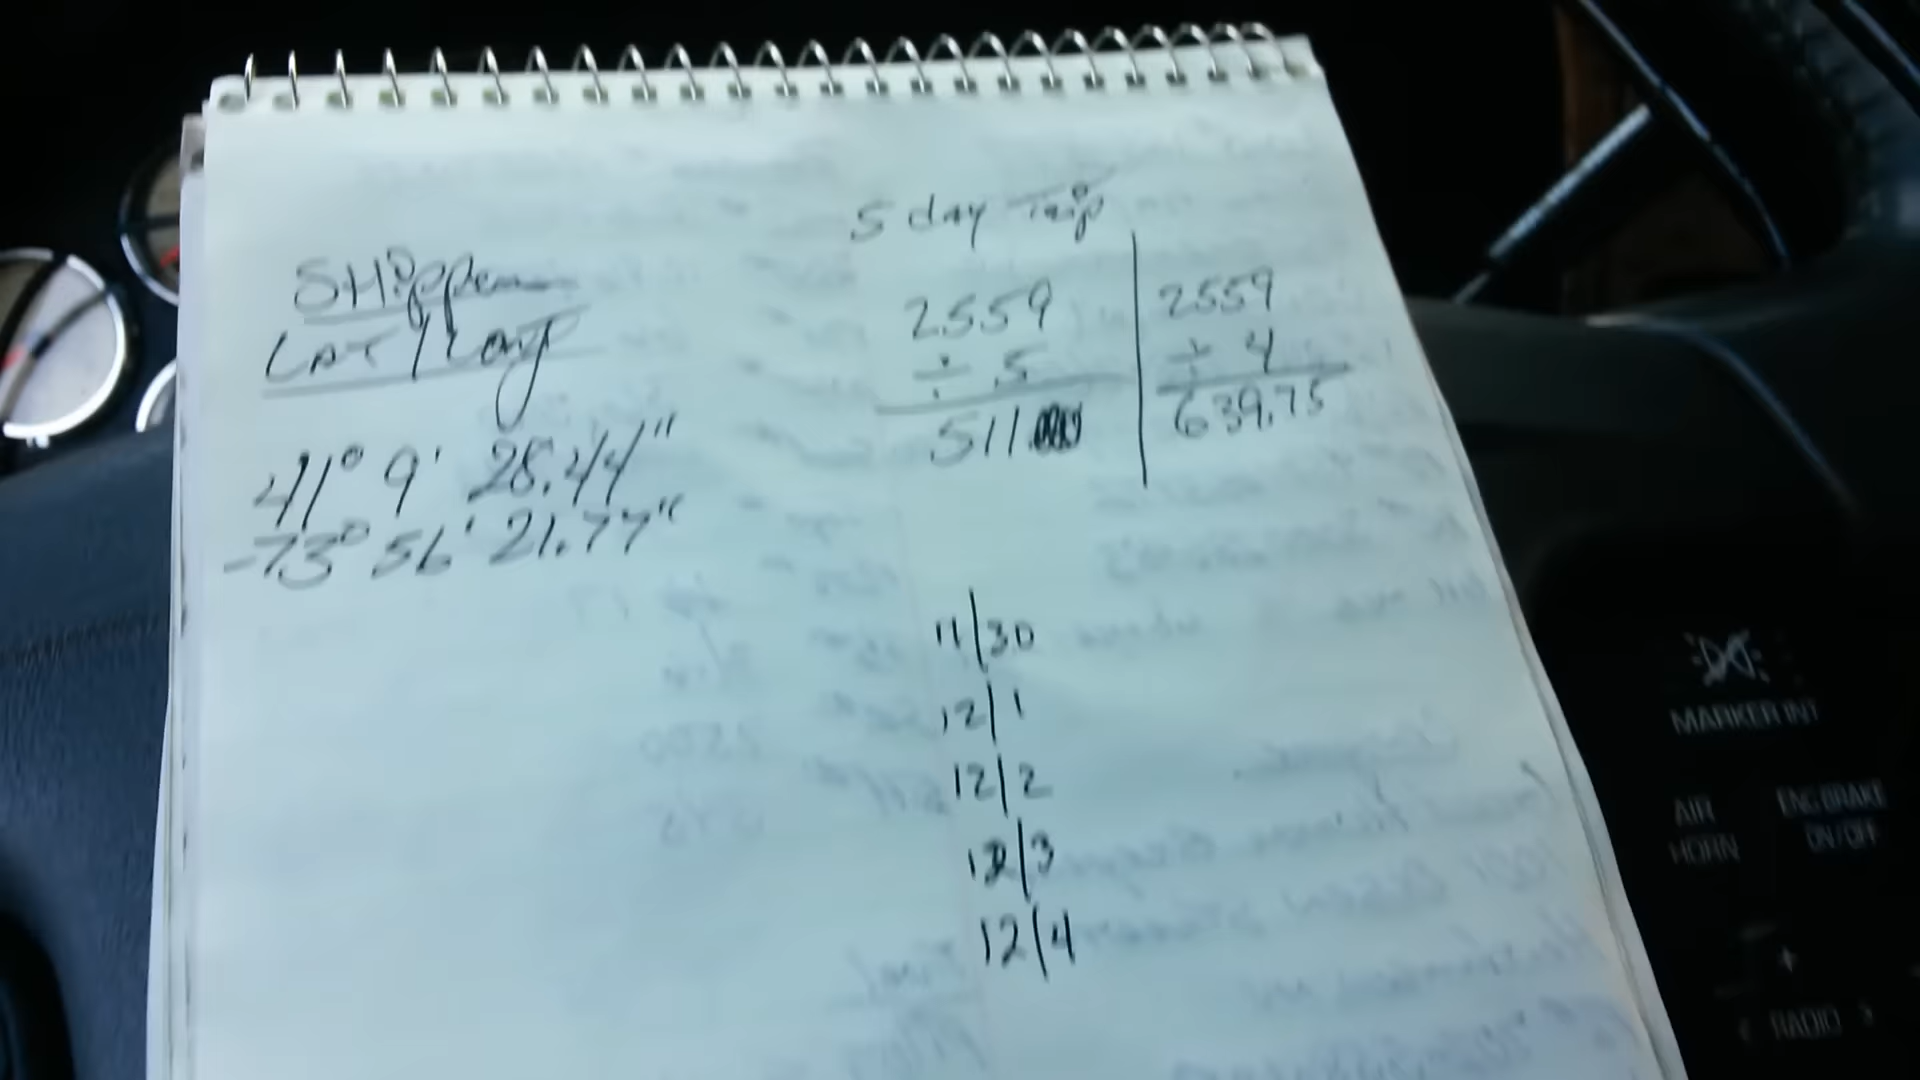 SHipper
Lat/Long
41° 9' 28.44"
-73° 56' 21.77"
5 day Trip
2559
÷ 5
511
2559
÷ 4
639.75
11/30
12/1
12/2
12/3
12/4
MARKER INT
AIR
HORN
ENG BRAKE
ON/OFF
+
< RADIO >